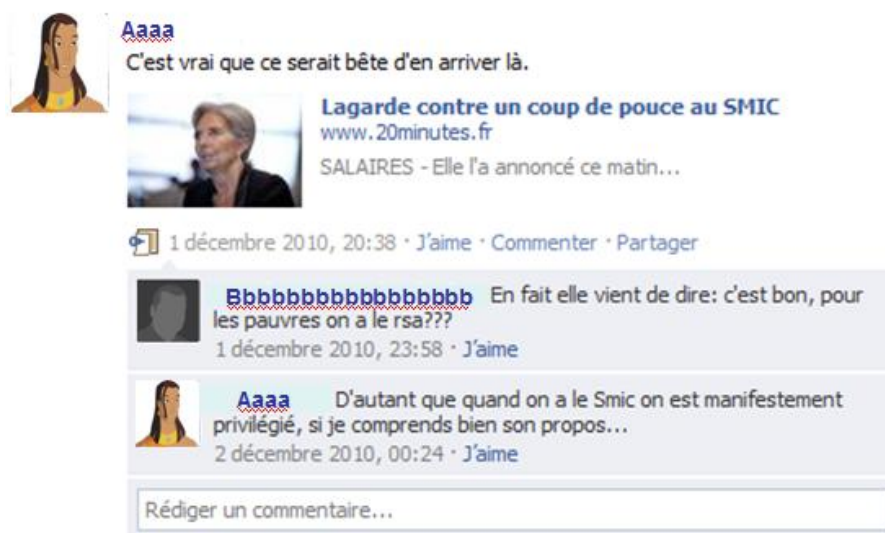 Aaaa
C'est vrai que ce serait bête d'en arriver là.
Lagarde contre un coup de pouce au SMIC
www.20minutes.fr
SALAIRES - Elle l'a annoncé ce matin...
1 décembre 2010, 20:38 · J'aime · Commenter · Partager
Bbbbbbbbbbbbbbbbb En fait elle vient de dire: c'est bon, pour
les pauvres on a le rsa???
1 décembre 2010, 23:58 · J'aime
Aaaa D'autant que quand on a le Smic on est manifestement
privilégié, si je comprends bien son propos...
2 décembre 2010, 00:24 · J'aime
Rédiger un commentaire...